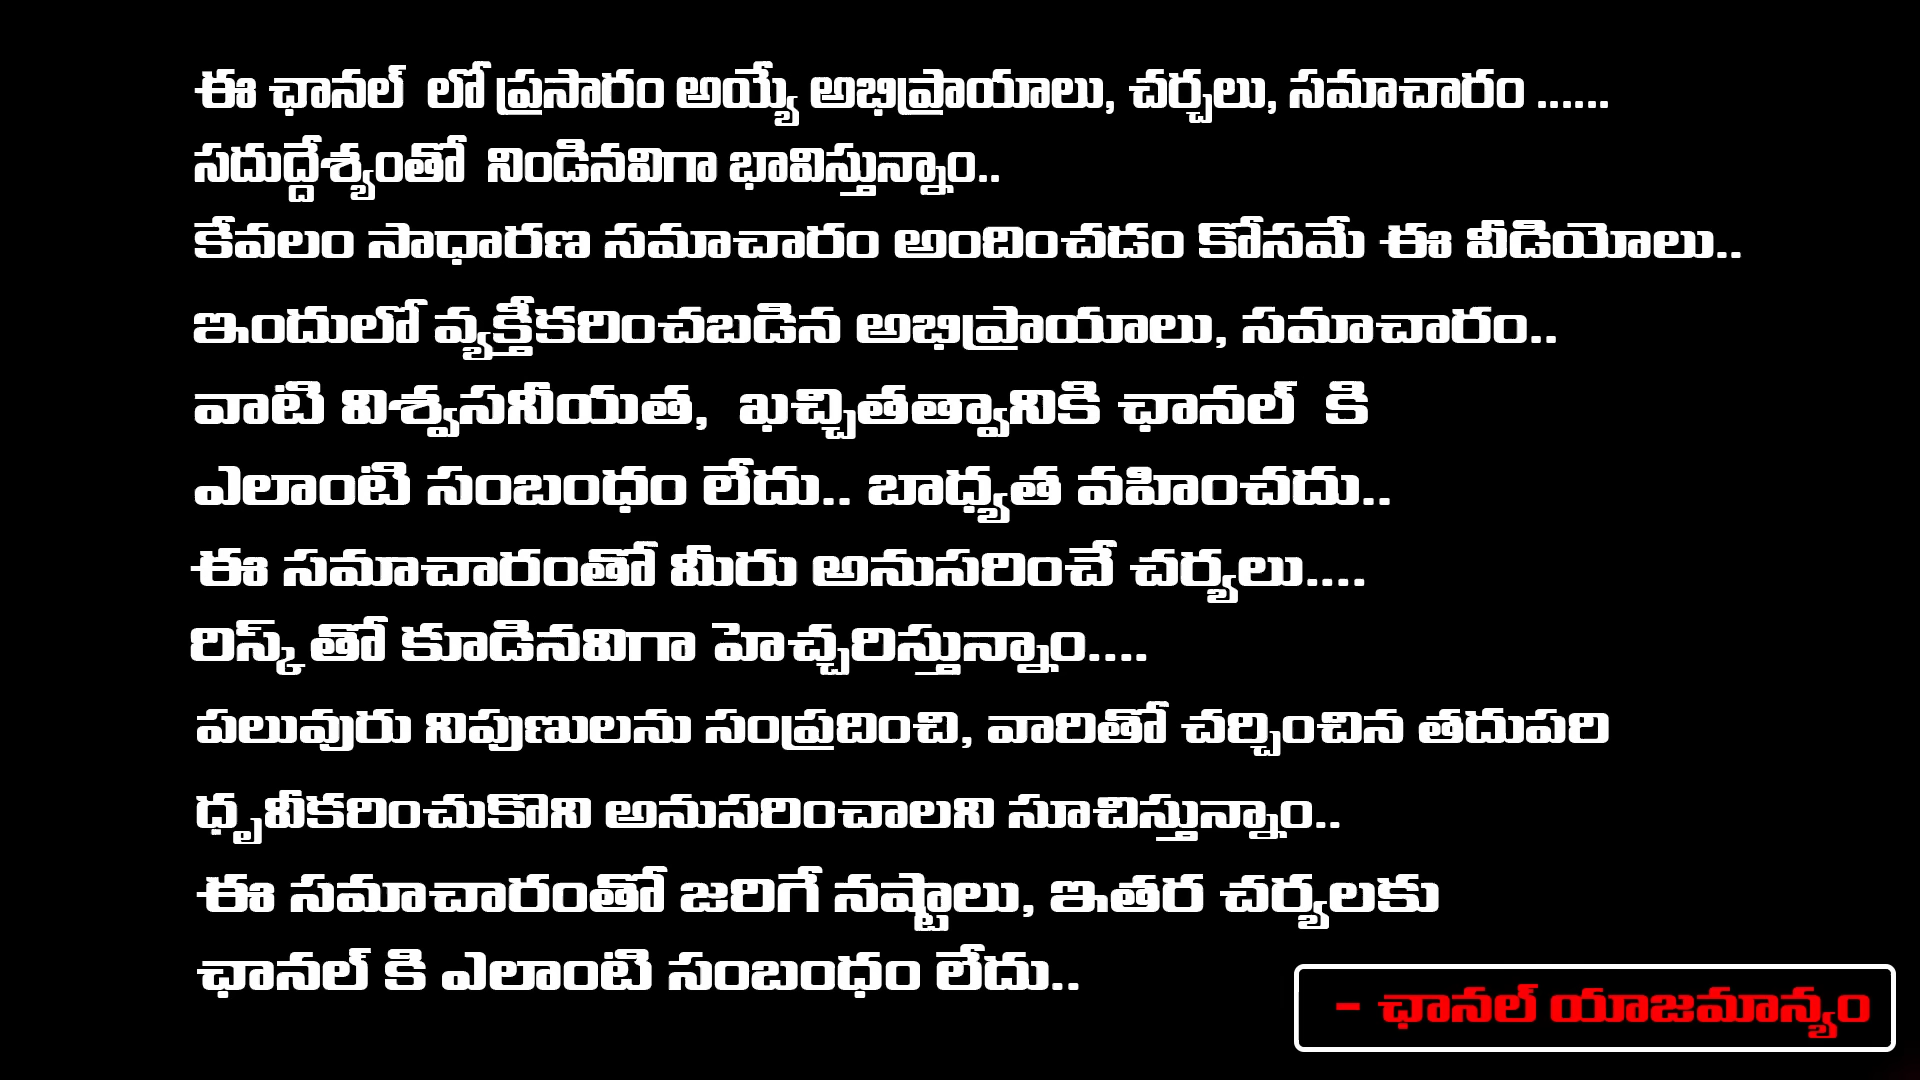 ఈ ఛానల్ లో ప్రసారం అయ్యే అభిప్రాయాలు, చర్చలు, సమాచారం ......
సదుద్దేశ్యంతో నిండినవిగా భావిస్తున్నాం..
కేవలం సాధారణ సమాచారం అందించడం కోసమే ఈ వీడియోలు..
ఇందులో వ్యక్తీకరించబడిన అభిప్రాయాలు, సమాచారం..
వాటి విశ్వసనీయత, ఖచ్చితత్వానికి ఛానల్ కి
ఎలాంటి సంబంధం లేదు.. బాధ్యత వహించదు..
ఈ సమాచారంతో మీరు అనుసరించే చర్యలు....
రిస్క్ తో కూడినవిగా హెచ్చరిస్తున్నాం....
పలువురు నిపుణులను సంప్రదించి, వారితో చర్చించిన తదుపరి
ధృవీకరించుకొని అనుసరించాలని సూచిస్తున్నాం..
ఈ సమాచారంతో జరిగే నష్టాలు, ఇతర చర్యలకు
ఛానల్ కి ఎలాంటి సంబంధం లేదు..
- ఛానల్ యాజమాన్యం